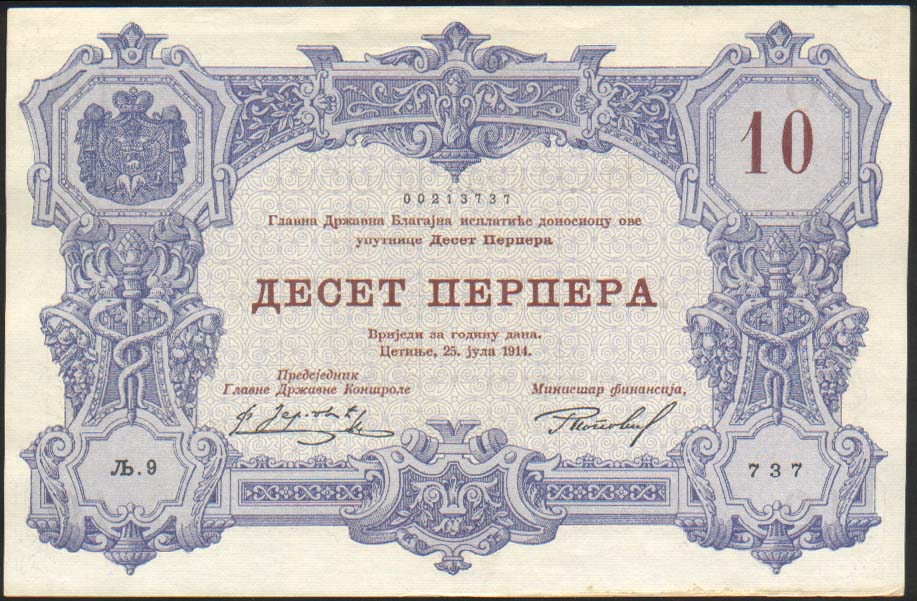 10
00213737
Главна Државна Благајна исплатиће доносиоцу ове
упутнице Десет Перпера
ДЕСЕТ ПЕРПЕРА
Вриједи за годину дана.
Цетиње, 25. јула 1914.
Предсједник
Главне Државне Контроле
Министар финансија,
Љ.9
737